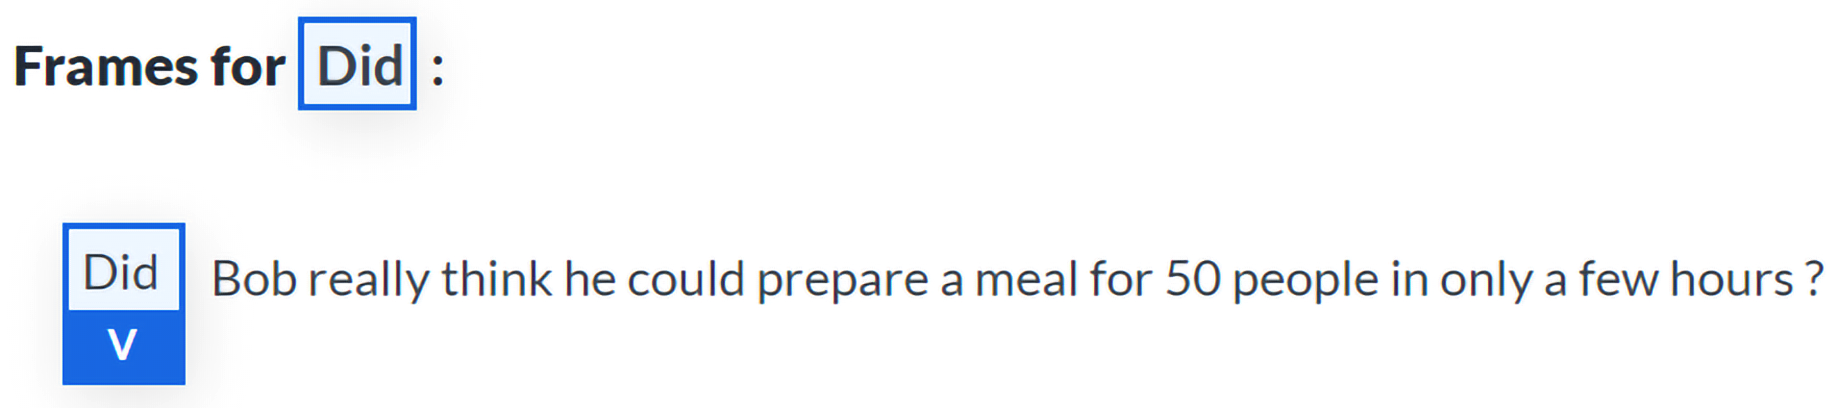 Frames for Did :
Did Bob really think he could prepare a meal for 50 people in only a few hours ?
V